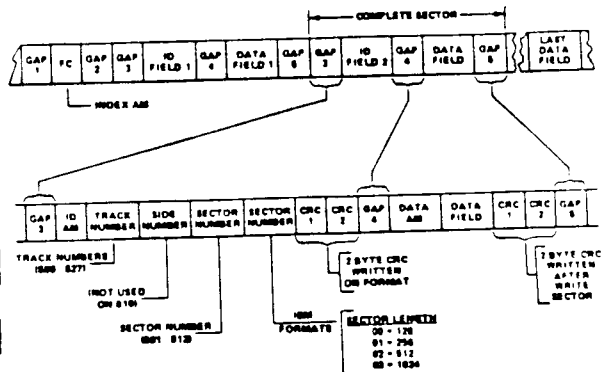 COMPLETE SECTOR
GAP 1
FC
GAP 2
GAP 3
ID FIELD 1
GAP 4
DATA FIELD 1
GAP 5
GAP 3
ID FIELD 2
GAP 4
DATA FIELD
GAP 5
LAST DATA FIELD
INDEX AM
GAP 3
ID AM
TRACK NUMBER
SIDE NUMBER
SECTOR NUMBER
SECTOR NUMBER
CRC 1
CRC 2
GAP 4
DATA AM
DATA FIELD
CRC 1
CRC 2
GAP 5
TRACK NUMBERS
(NOT USED
SECTOR NUMBER
IBM FORMATS
2 BYTE CRC
WRITTEN
ON FORMAT
2 BYTE CRC
WRITTEN
AFTER
WRITE
SECTOR
SECTOR LENGTH
00 = 128
01 = 256
02 = 512